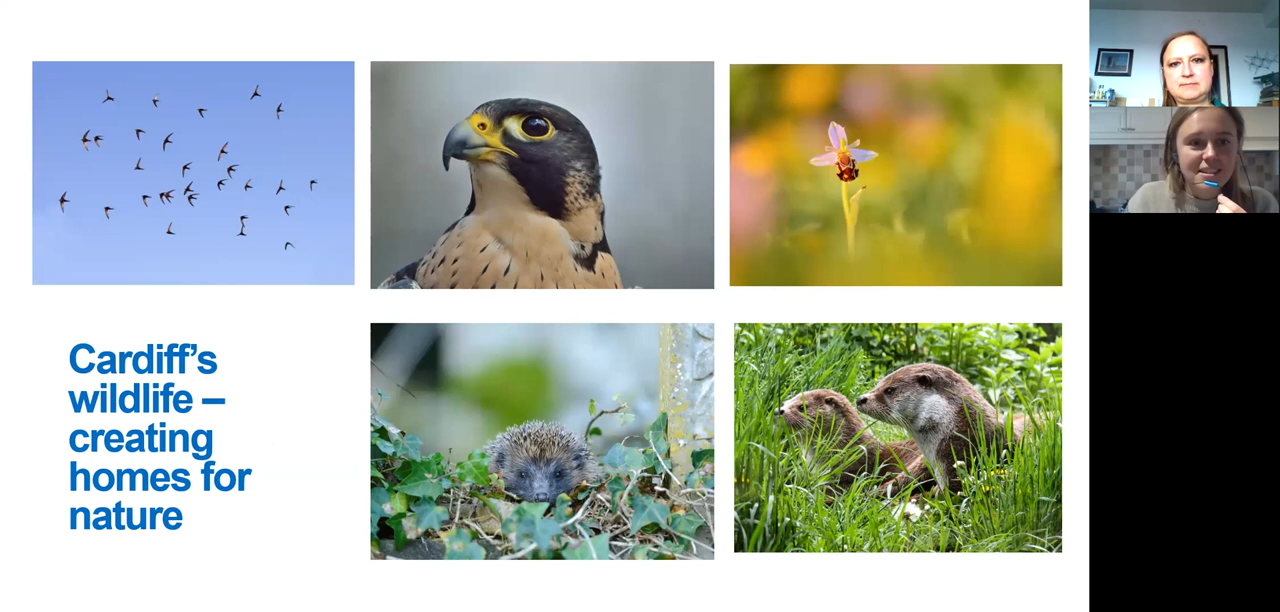 Cardiff’s
wildlife –
creating
homes for
nature